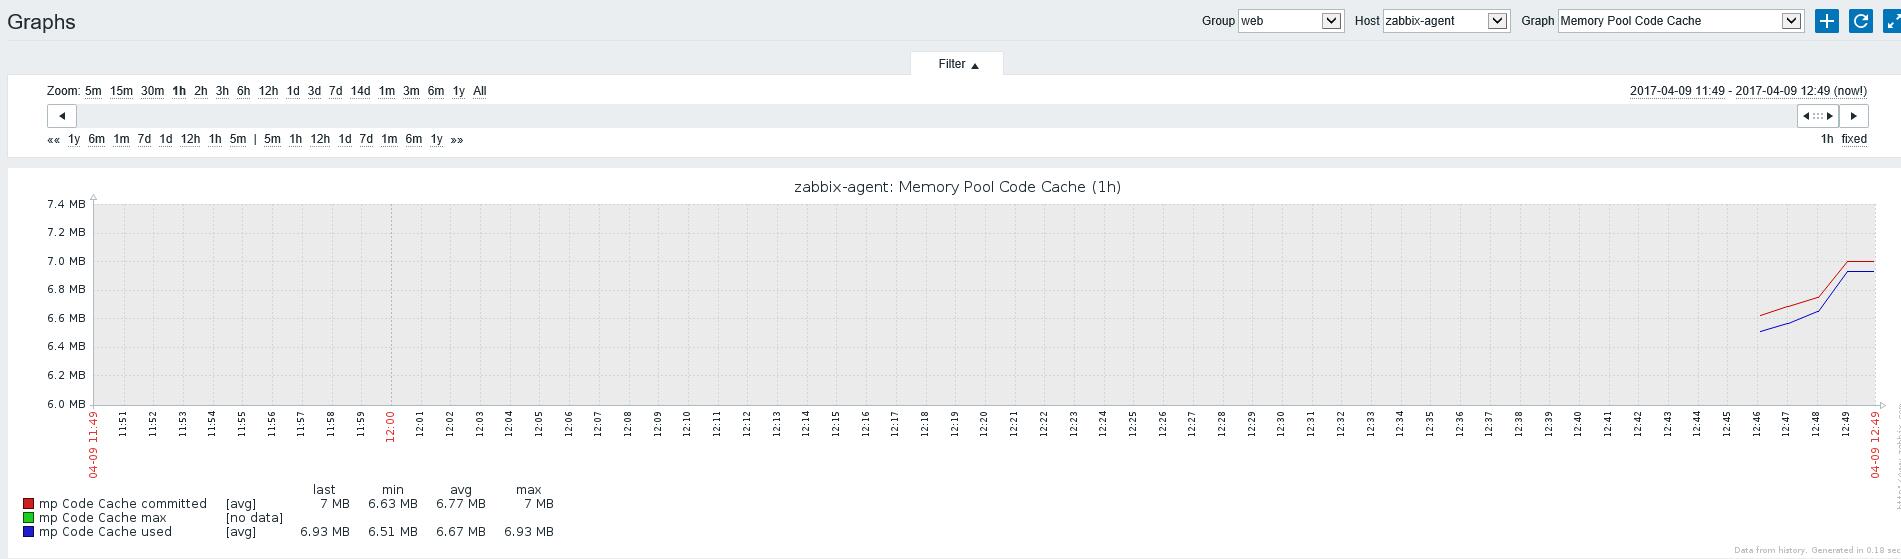 Graphs Group web Host zabbix-agent Graph Memory Pool Code Cache
Filter
Zoom: 5m 15m 30m 1h 2h 3h 6h 12h 1d 3d 7d 14d 1m 3m 6m 1y All 2017-04-09 11:49 - 2017-04-09 12:49 (now!)
«« 1y 6m 1m 7d 1d 12h 1h 5m | 5m 1h 12h 1d 7d 1m 6m 1y »» 1h fixed
zabbix-agent: Memory Pool Code Cache (1h)
7.4 MB
7.2 MB
7.0 MB
6.8 MB
6.6 MB
6.4 MB
6.2 MB
6.0 MB
04-09 11:49 11:51 11:52 11:53 11:54 11:55 11:56 11:57 11:58 11:59 12:00 12:01 12:02 12:03 12:04 12:05 12:06 12:07 12:08 12:09 12:10 12:11 12:12 12:13 12:14 12:15 12:16 12:17 12:18 12:19 12:20 12:21 12:22 12:23 12:24 12:25 12:26 12:27 12:28 12:29 12:30 12:31 12:32 12:33 12:34 12:35 12:36 12:37 12:38 12:39 12:40 12:41 12:42 12:43 12:44 12:45 12:46 12:47 12:48 12:49 04-09 12:49
last min avg max
mp Code Cache committed [avg] 7 MB 6.63 MB 6.77 MB 7 MB
mp Code Cache max [no data]
mp Code Cache used [avg] 6.93 MB 6.51 MB 6.67 MB 6.93 MB
Data from history. Generated in 0.18 sec